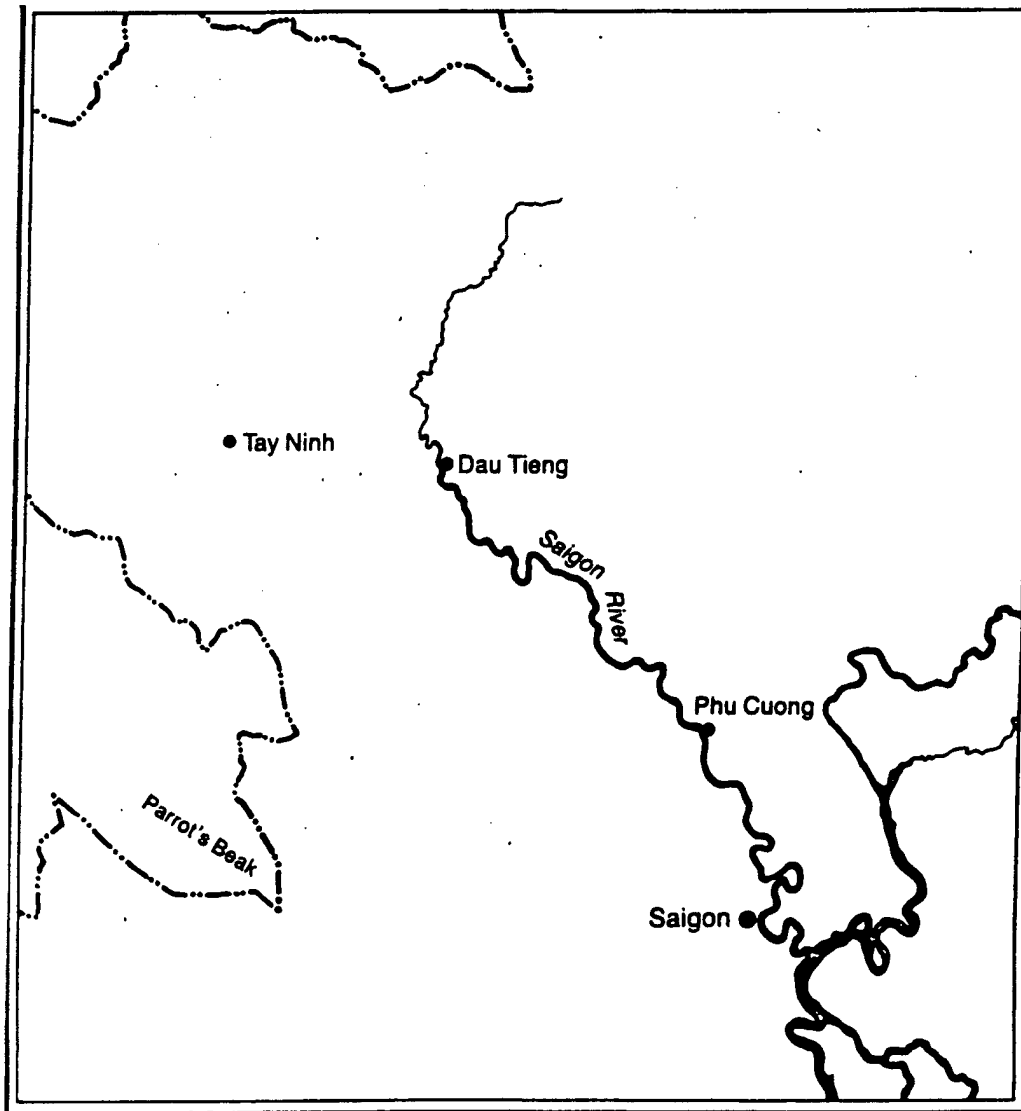 Tay Ninh
Dau Tieng
Saigon
River
Phu Cuong
Parrot's Beak
Saigon